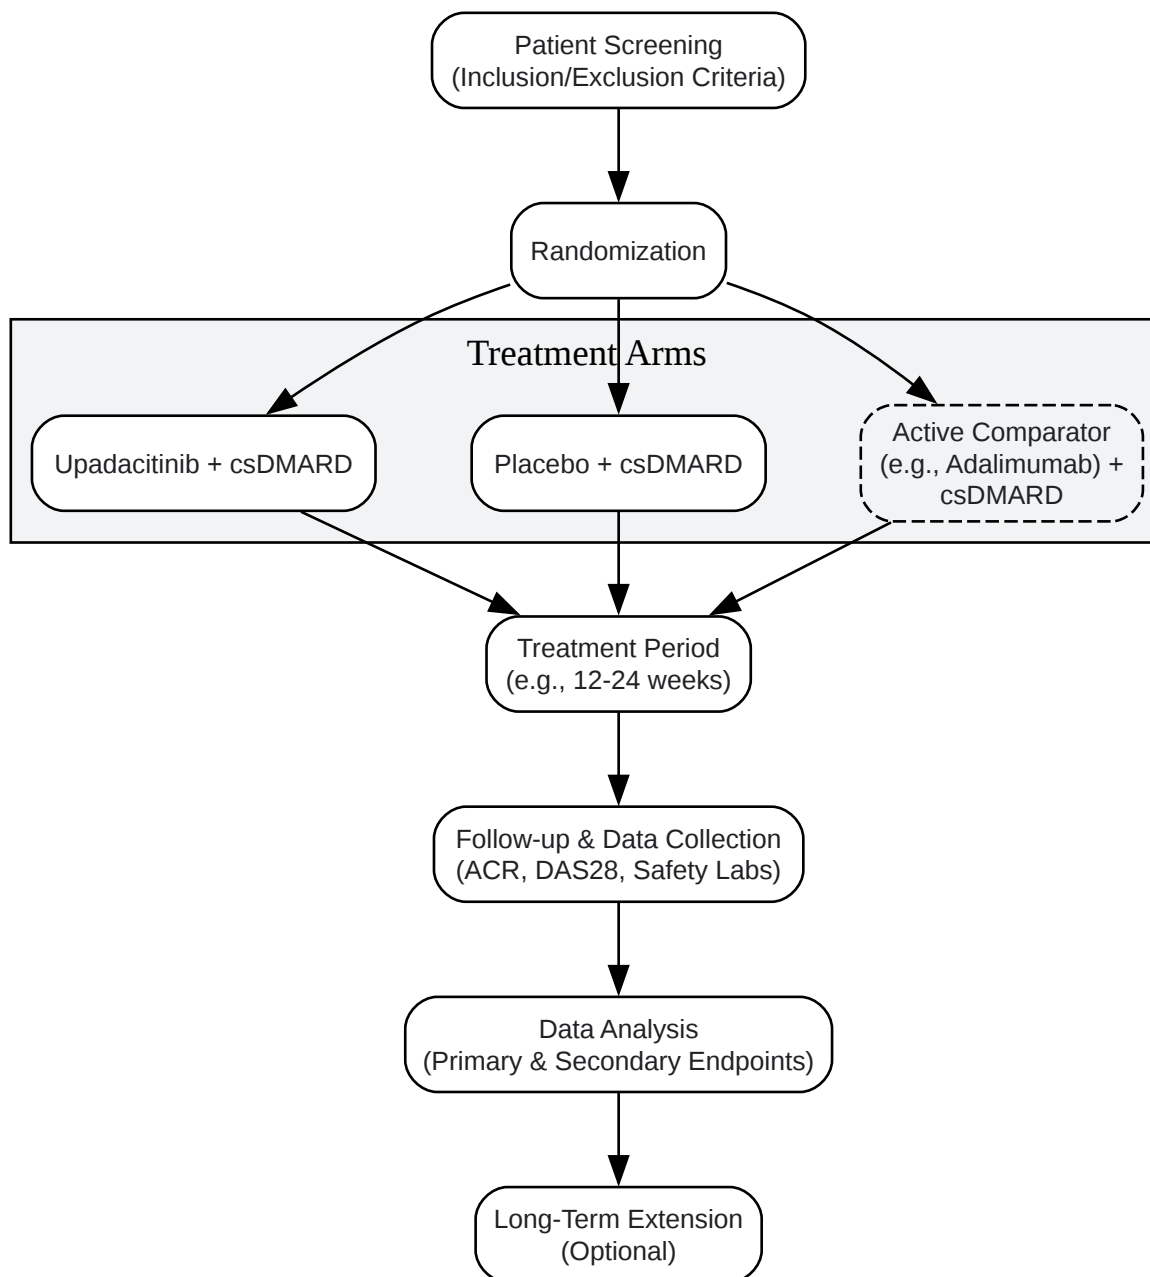 Patient Screening
(Inclusion/Exclusion Criteria)
Randomization
Treatment Arms
Upadacitinib + csDMARD
Placebo + csDMARD
Active Comparator
(e.g., Adalimumab) +
csDMARD
Treatment Period
(e.g., 12-24 weeks)
Follow-up & Data Collection
(ACR, DAS28, Safety Labs)
Data Analysis
(Primary & Secondary Endpoints)
Long-Term Extension
(Optional)